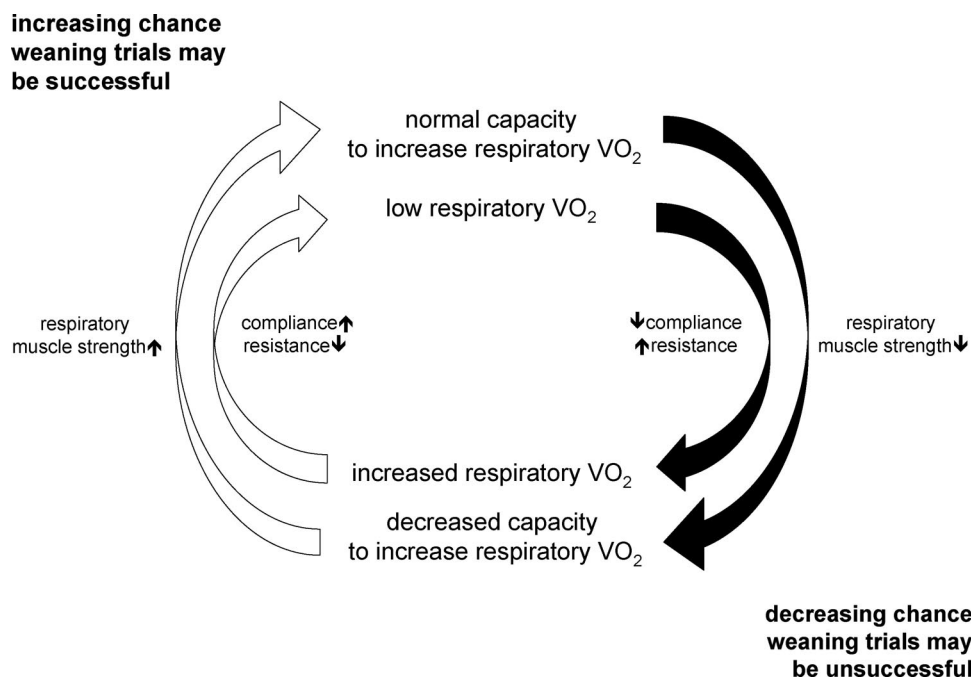 increasing chance
weaning trials may
be successful
normal capacity
to increase respiratory VO₂
low respiratory VO₂
respiratory
muscle strength↑
compliance↑
resistance↓
↓compliance
↑resistance
respiratory
muscle strength↓
increased respiratory VO₂
decreased capacity
to increase respiratory VO₂
decreasing chance
weaning trials may
be unsuccessful